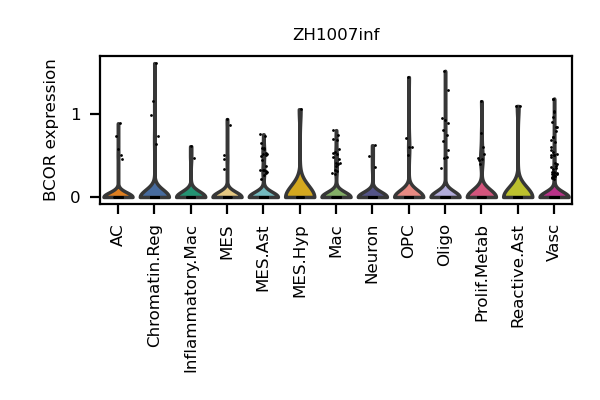 ZH1007inf
BCOR expression
1
0
AC
Chromatin.Reg
Inflammatory.Mac
MES
MES.Ast
MES.Hyp
Mac
Neuron
OPC
Oligo
Prolif.Metab
Reactive.Ast
Vasc